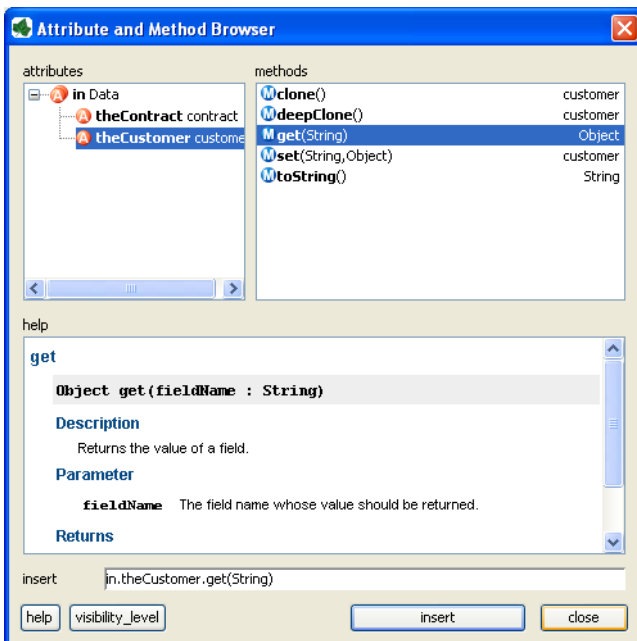 Attribute and Method Browser
attributes
methods
in Data
theContract contract
theCustomer custome
clone() customer
deepClone() customer
get(String) Object
set(String,Object) customer
toString() String
help
get
Object get(fieldName : String)
Description
Returns the value of a field.
Parameter
fieldName The field name whose value should be returned.
Returns
insert in.theCustomer.get(String)
help visibility_level insert close